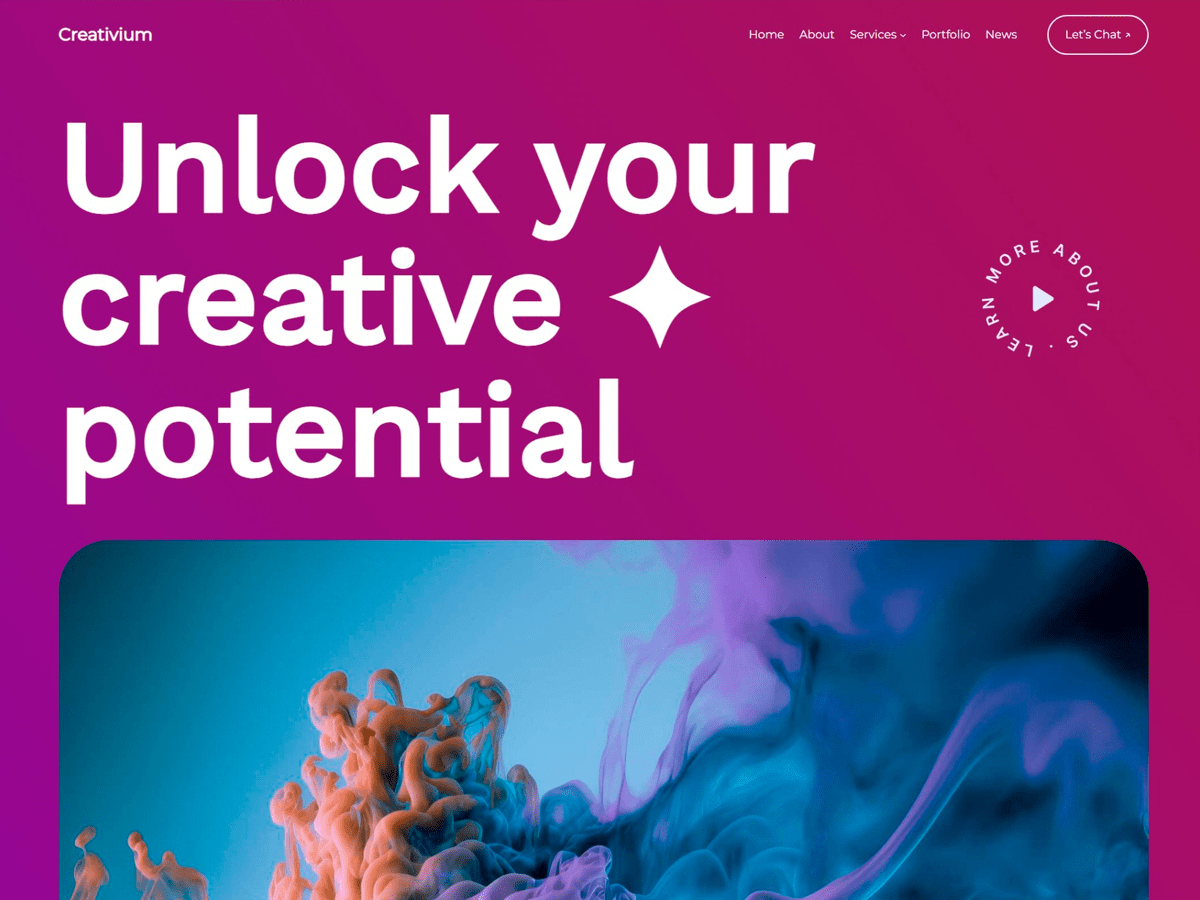 Creativium
Home About Services Portfolio News Let's Chat
Unlock your
creative
potential
LEARN MORE ABOUT US .